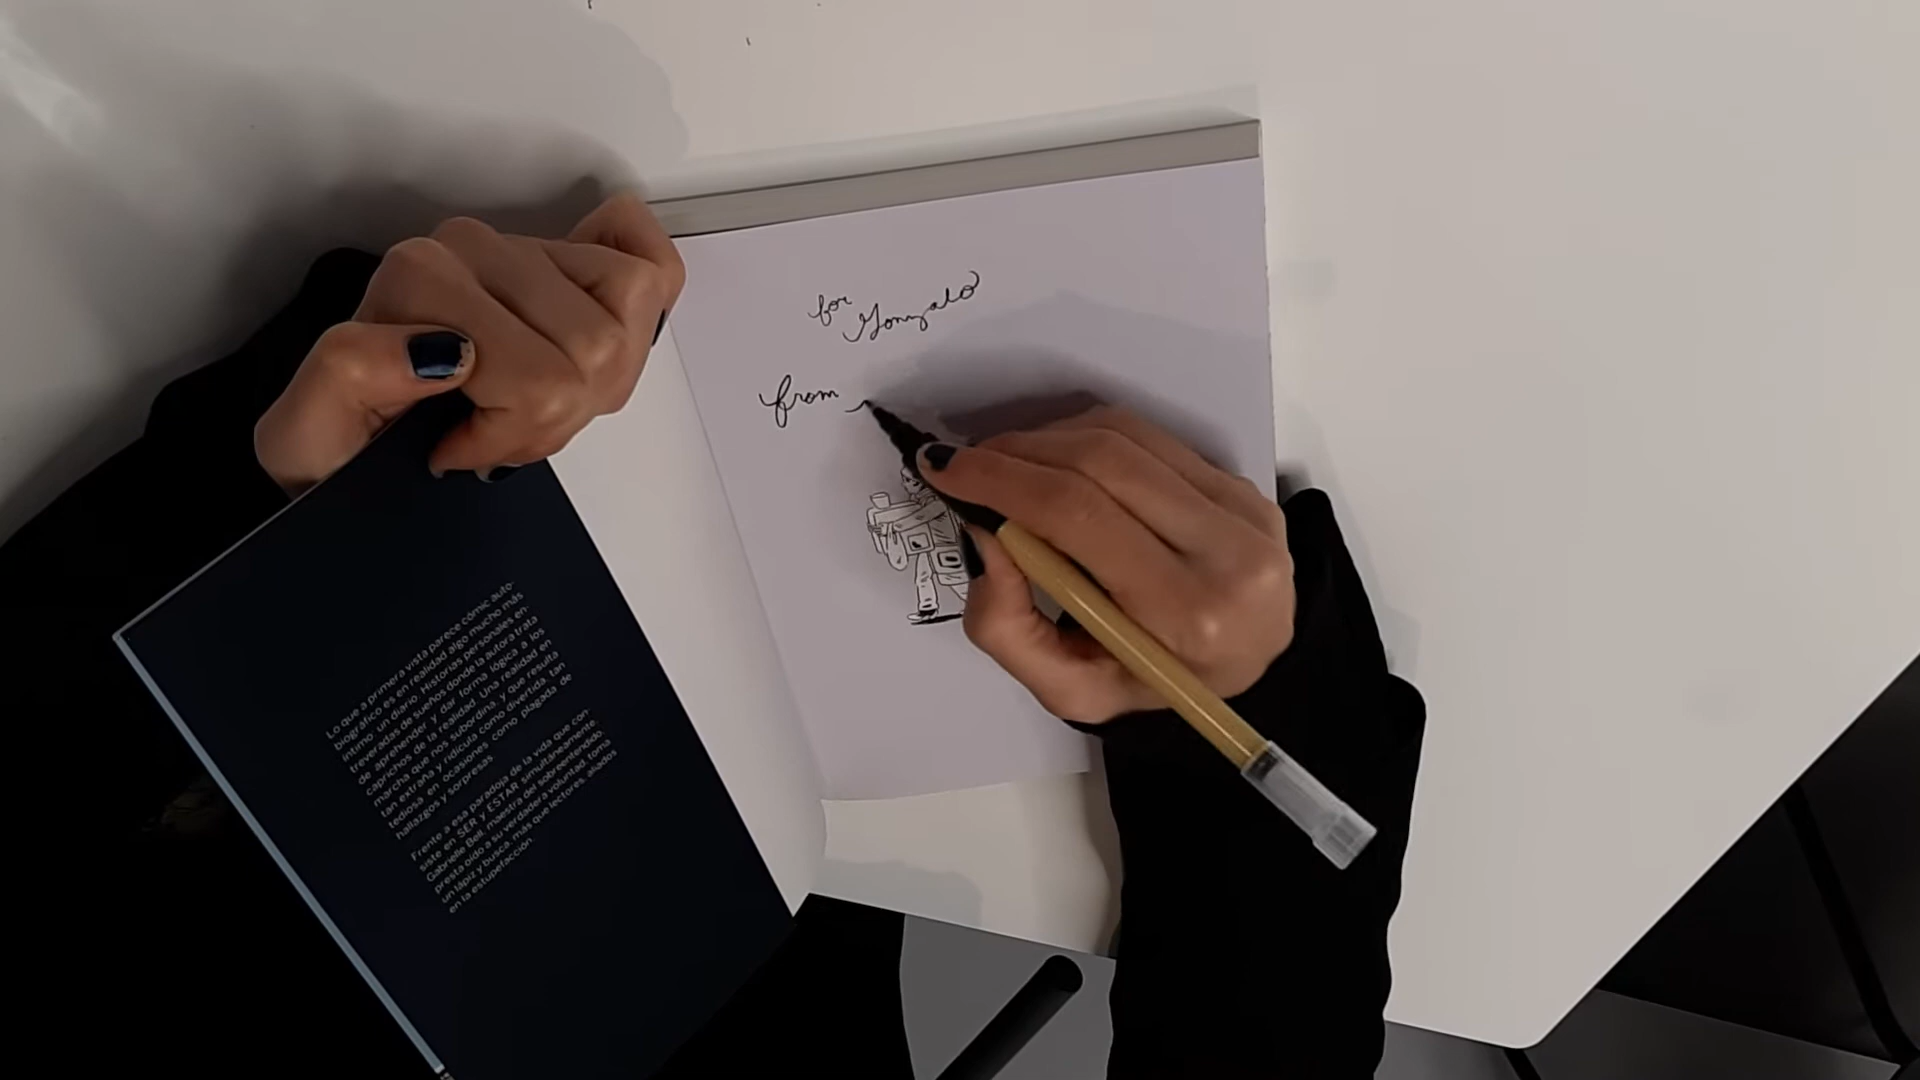 for
Gonzalo
from
Lo que a primera vista parece cómic auto-
biográfico es en realidad algo mucho más
íntimo: un diario. Historias personales en-
treveradas de sueños donde la autora trata
de aprehender y dar forma lógica a los
caprichos de la realidad. Una realidad en
marcha que nos subordina, y que resulta
tan extraña y ridícula como divertida, tan
tediosa en ocasiones como plagada de
hallazgos y sorpresas.
Frente a esa paradoja de la vida que con-
siste en SER y ESTAR simultáneamente,
Gabrielle Bell, maestra del sobreentendido,
presta oído a su verdadera voluntad, toma
un lápiz y busca, más que lectores, aliados
en la estupefacción.